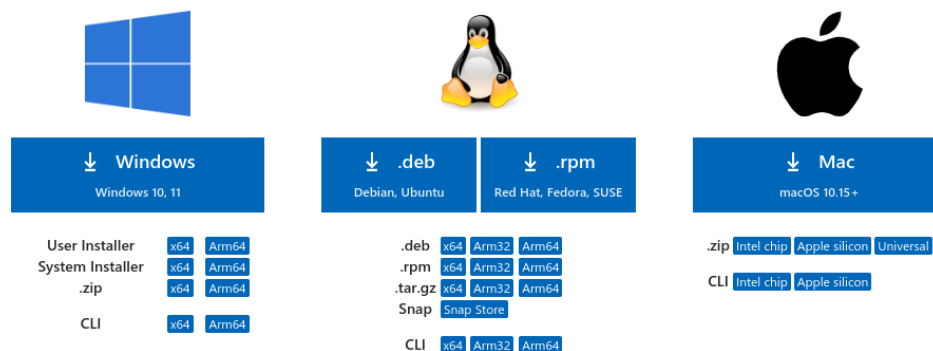 Windows
Windows 10, 11
User Installer x64 Arm64
System Installer x64 Arm64
.zip x64 Arm64
CLI x64 Arm64
.deb
Debian, Ubuntu
.rpm
Red Hat, Fedora, SUSE
.deb x64 Arm32 Arm64
.rpm x64 Arm32 Arm64
.tar.gz x64 Arm32 Arm64
Snap Snap Store
CLI x64 Arm32 Arm64
Mac
macOS 10.15+
.zip Intel chip Apple silicon Universal
CLI Intel chip Apple silicon